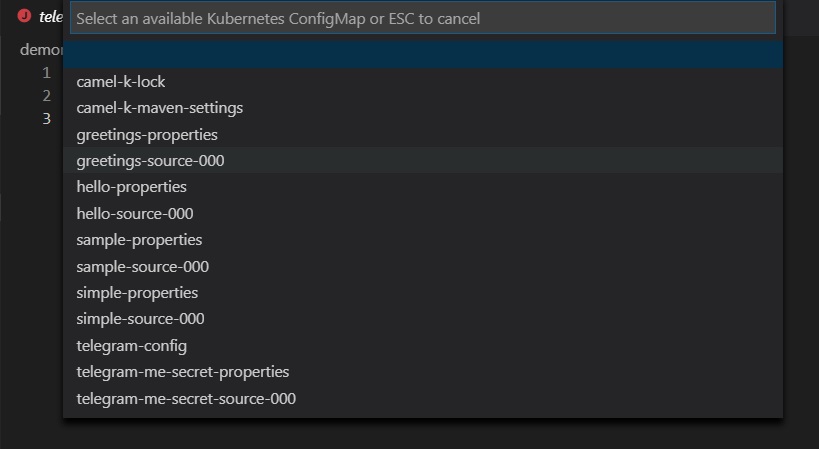 Select an available Kubernetes ConfigMap or ESC to cancel
tele
demo
1
2
3
camel-k-lock
camel-k-maven-settings
greetings-properties
greetings-source-000
hello-properties
hello-source-000
sample-properties
sample-source-000
simple-properties
simple-source-000
telegram-config
telegram-me-secret-properties
telegram-me-secret-source-000